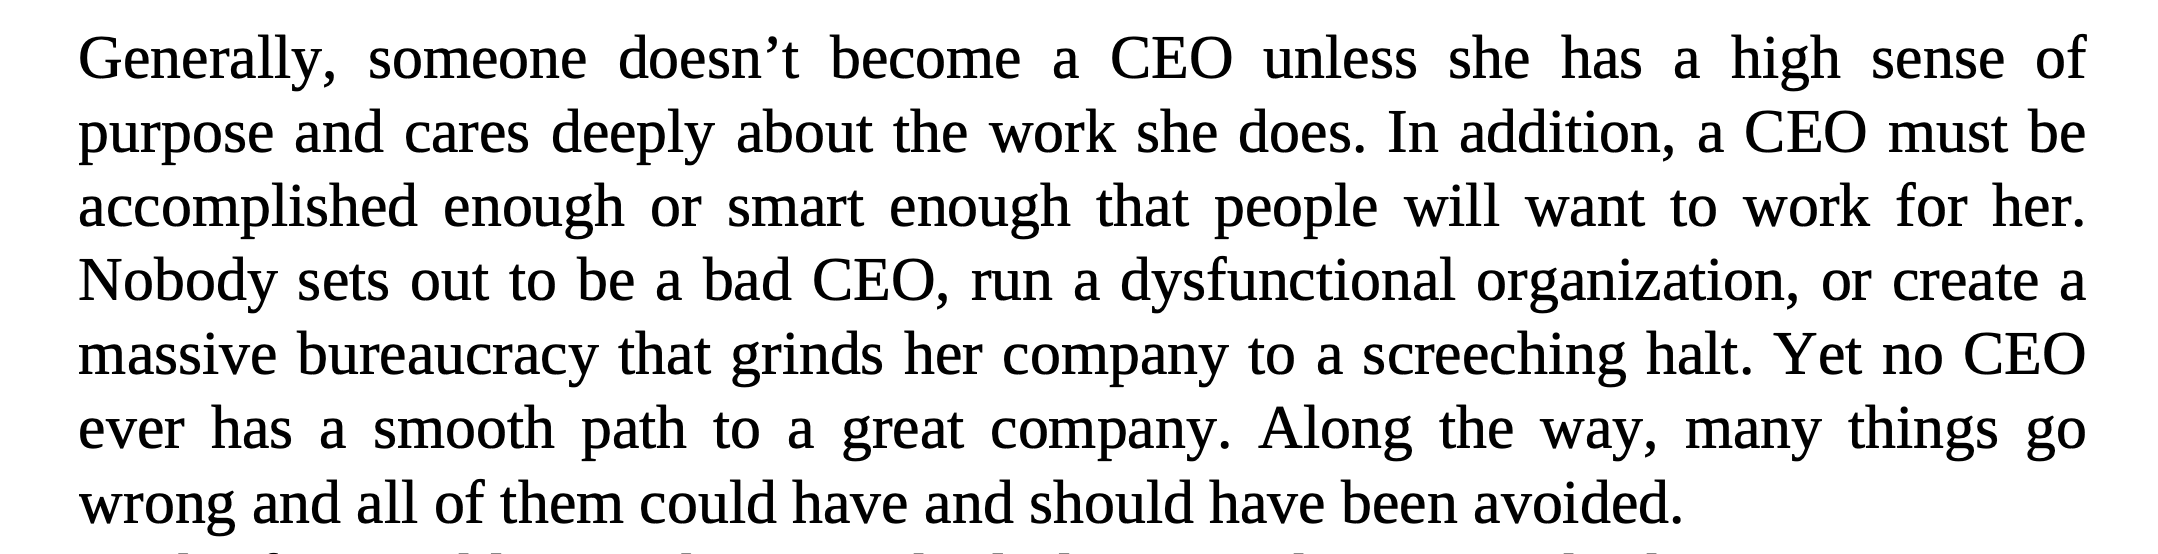 Generally, someone doesn’t become a CEO unless she has a high sense of
purpose and cares deeply about the work she does. In addition, a CEO must be
accomplished enough or smart enough that people will want to work for her.
Nobody sets out to be a bad CEO, run a dysfunctional organization, or create a
massive bureaucracy that grinds her company to a screeching halt. Yet no CEO
ever has a smooth path to a great company. Along the way, many things go
wrong and all of them could have and should have been avoided.